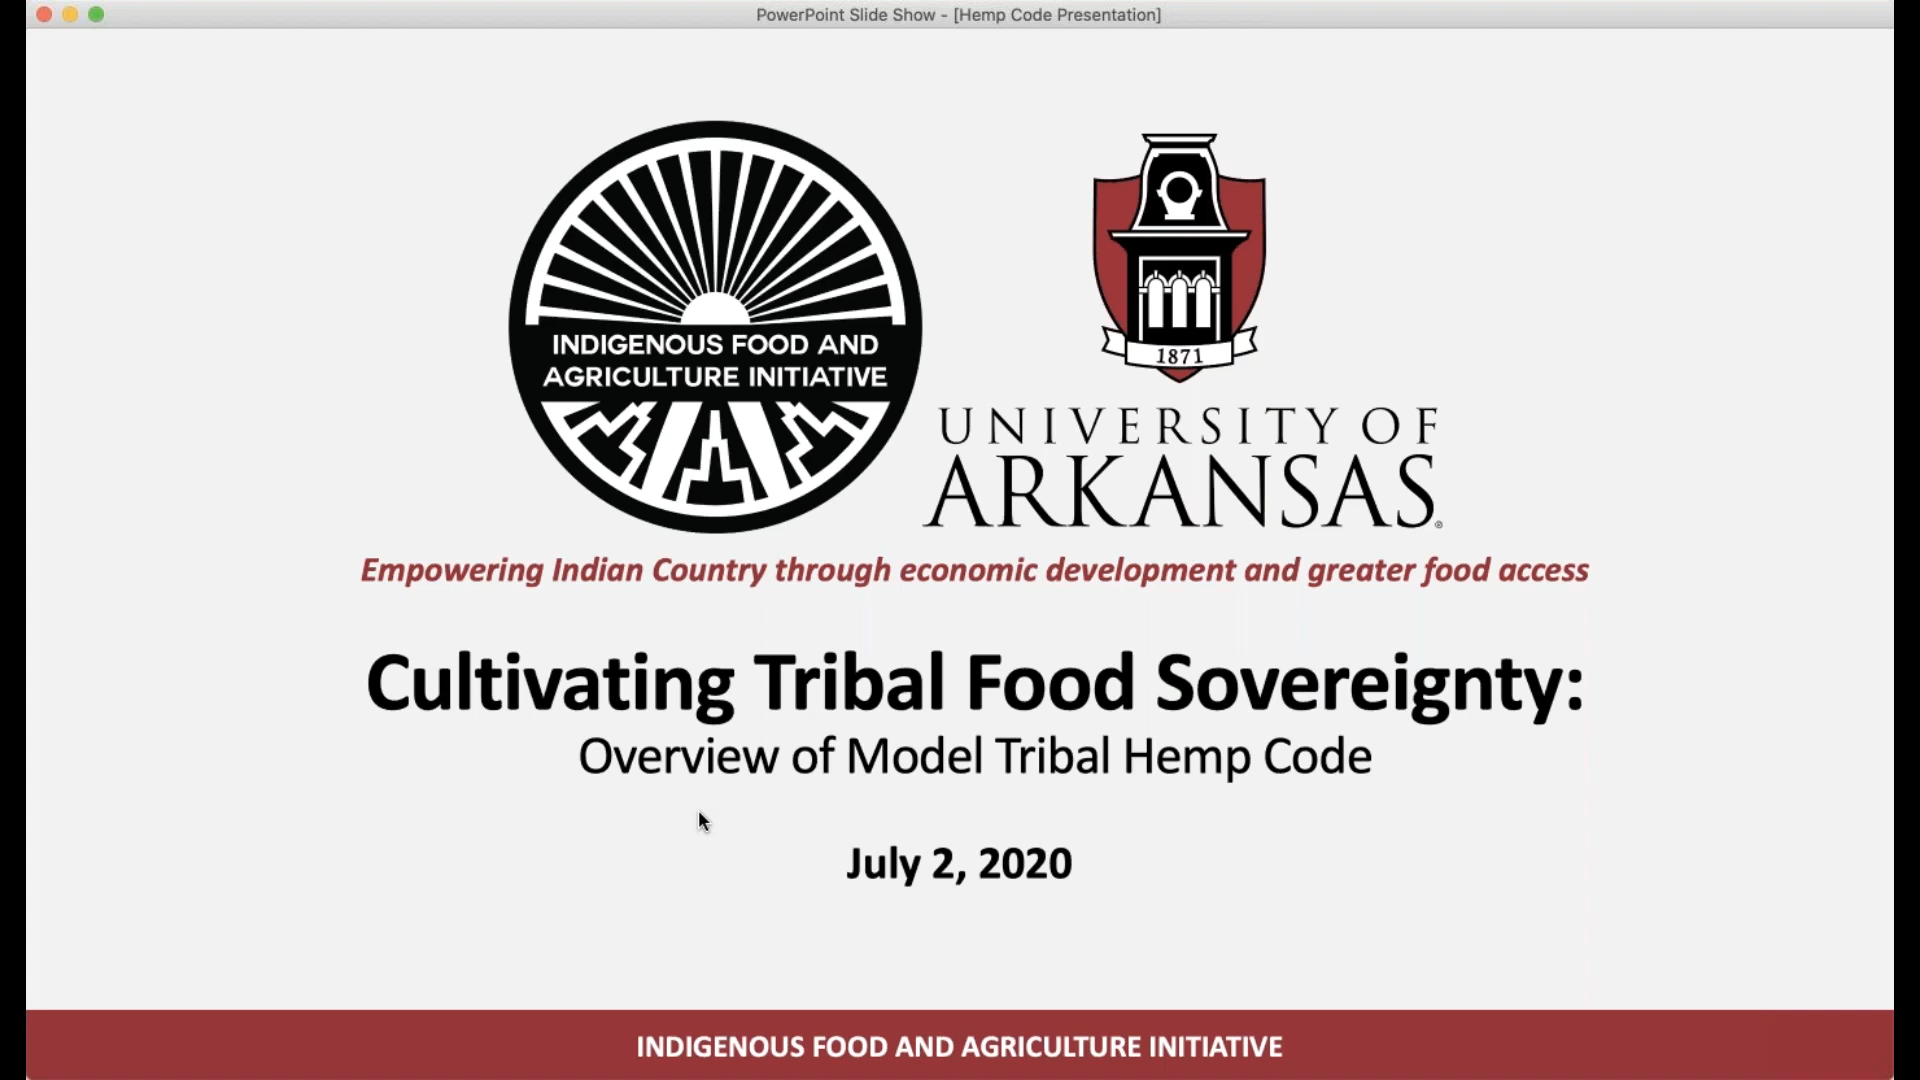 PowerPoint Slide Show - [Hemp Code Presentation]
INDIGENOUS FOOD AND
AGRICULTURE INITIATIVE
1871
UNIVERSITY OF
ARKANSAS®
Empowering Indian Country through economic development and greater food access
Cultivating Tribal Food Sovereignty:
Overview of Model Tribal Hemp Code
July 2, 2020
INDIGENOUS FOOD AND AGRICULTURE INITIATIVE